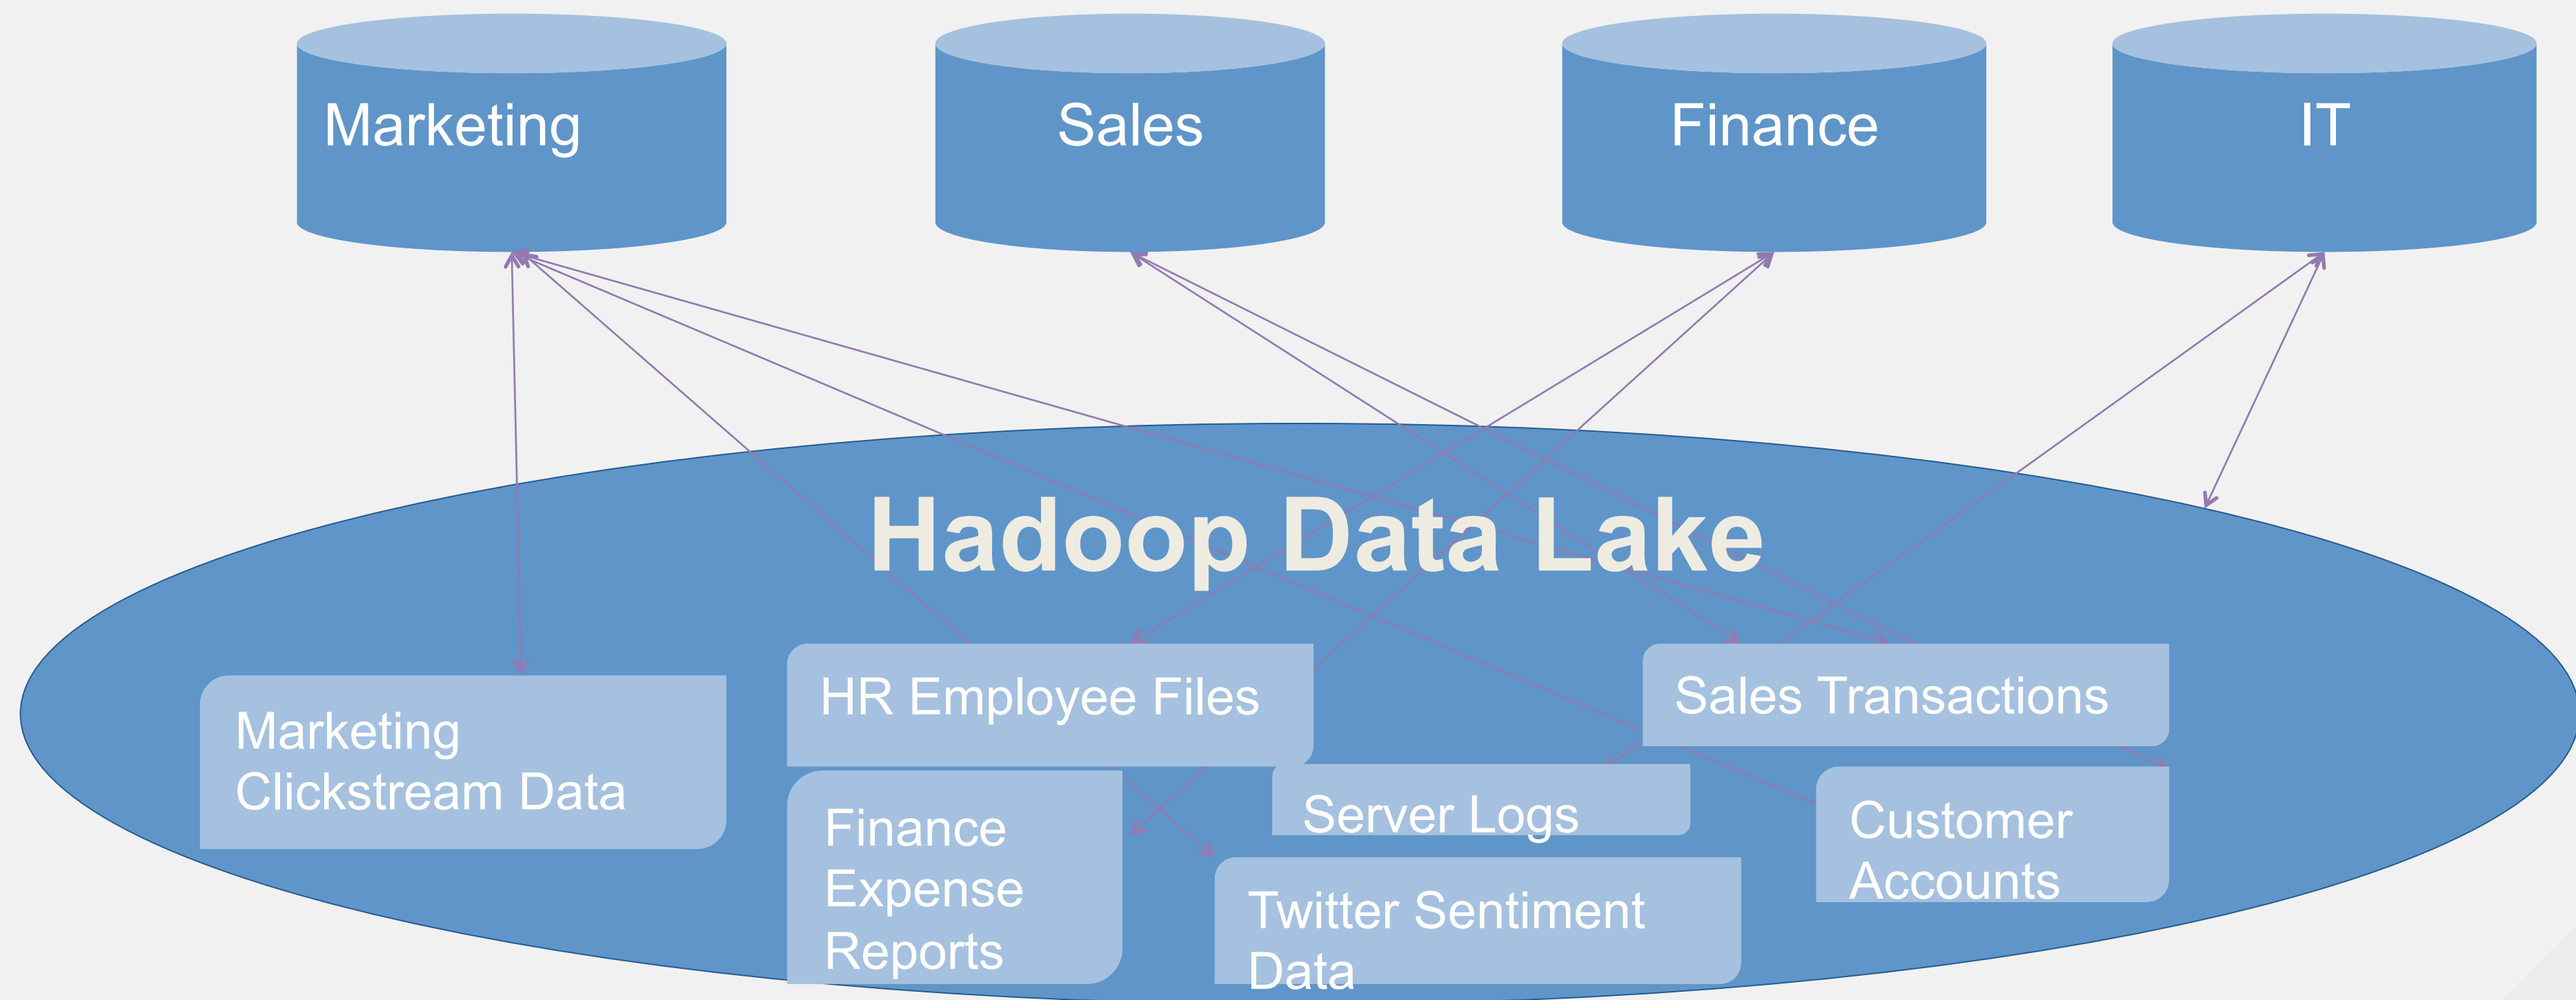 Marketing
Sales
Finance
IT
Hadoop Data Lake
Marketing
Clickstream Data
HR Employee Files
Sales Transactions
Finance
Expense
Reports
Server Logs
Twitter Sentiment
Data
Customer
Accounts